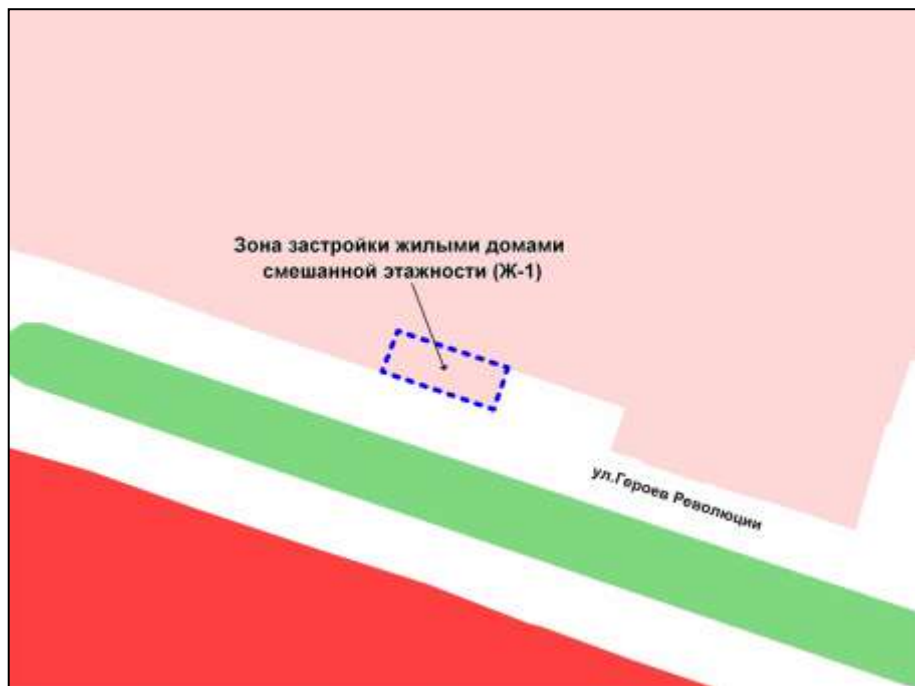 Зона застройки жилыми домами
смешанной этажности (Ж-1)
ул.Героев Революции